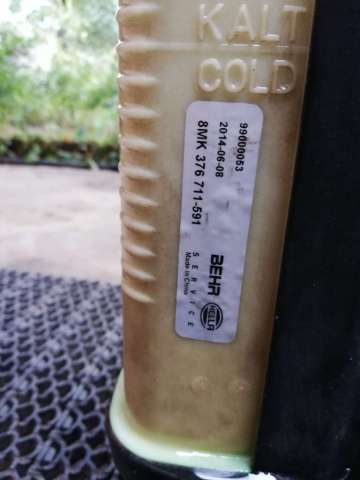 KALT
COLD
99000053
2014-06-08
8MK 376 711-591
BEHR
HELLA
SERVICE
Made in China